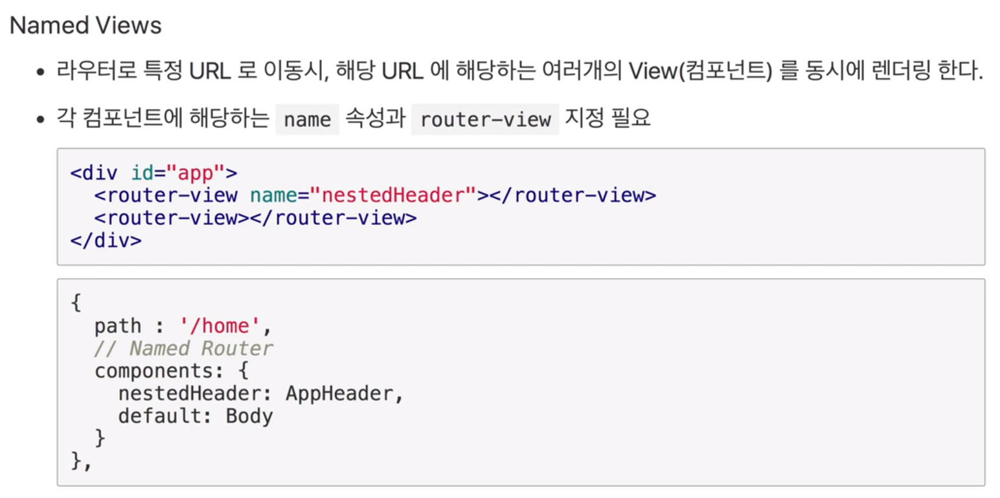 Named Views
• 라우터로 특정 URL 로 이동시, 해당 URL 에 해당하는 여러개의 View(컴포넌트) 를 동시에 렌더링 한다.
• 각 컴포넌트에 해당하는 name 속성과 router-view 지정 필요
<div id="app">
  <router-view name="nestedHeader"></router-view>
  <router-view></router-view>
</div>
{
  path : '/home',
  // Named Router
  components: {
    nestedHeader: AppHeader,
    default: Body
  }
},